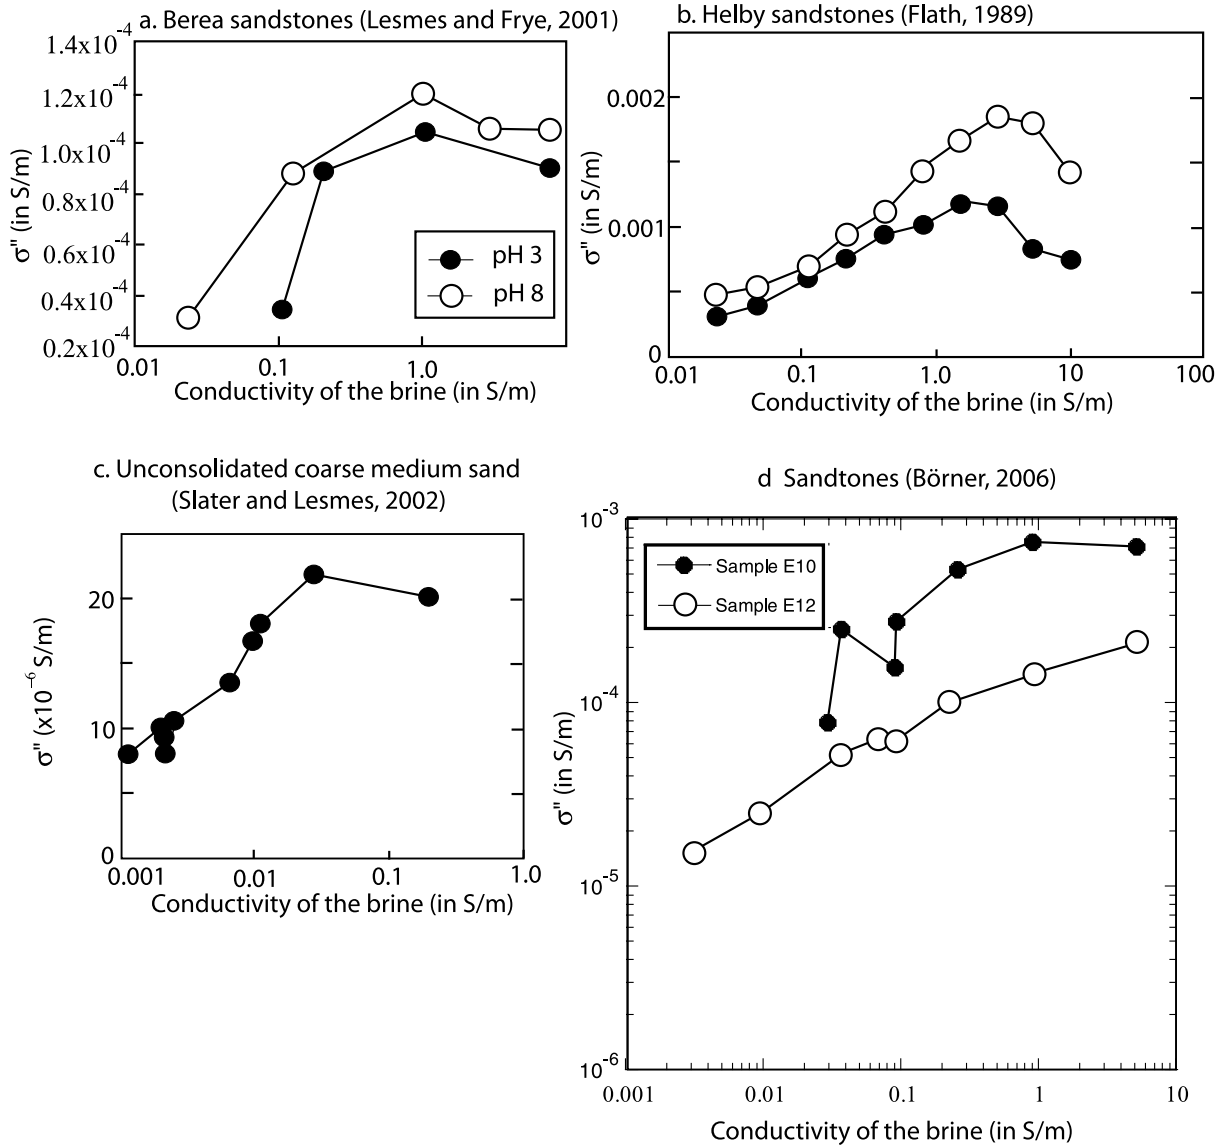 a. Berea sandstones (Lesmes and Frye, 2001)
1.4x10-4
1.2x10-4
1.0x10-4
0.8x10-4
0.6x10-4
0.4x10-4
0.2x10-4
σ" (in S/m)
pH 3
pH 8
0.01
0.1
1.0
Conductivity of the brine (in S/m)
b. Helby sandstones (Flath, 1989)
0.002
0.001
0
σ" (in S/m)
0.01
0.1
1.0
10
100
Conductivity of the brine (in S/m)
c. Unconsolidated coarse medium sand
(Slater and Lesmes, 2002)
20
10
0
σ" (x10–6 S/m)
0.001
0.01
0.1
1.0
Conductivity of the brine (in S/m)
d Sandtones (Börner, 2006)
10-3
10-4
10-5
10-6
σ" (in S/m)
Sample E10
Sample E12
0.001
0.01
0.1
1
10
Conductivity of the brine (in S/m)